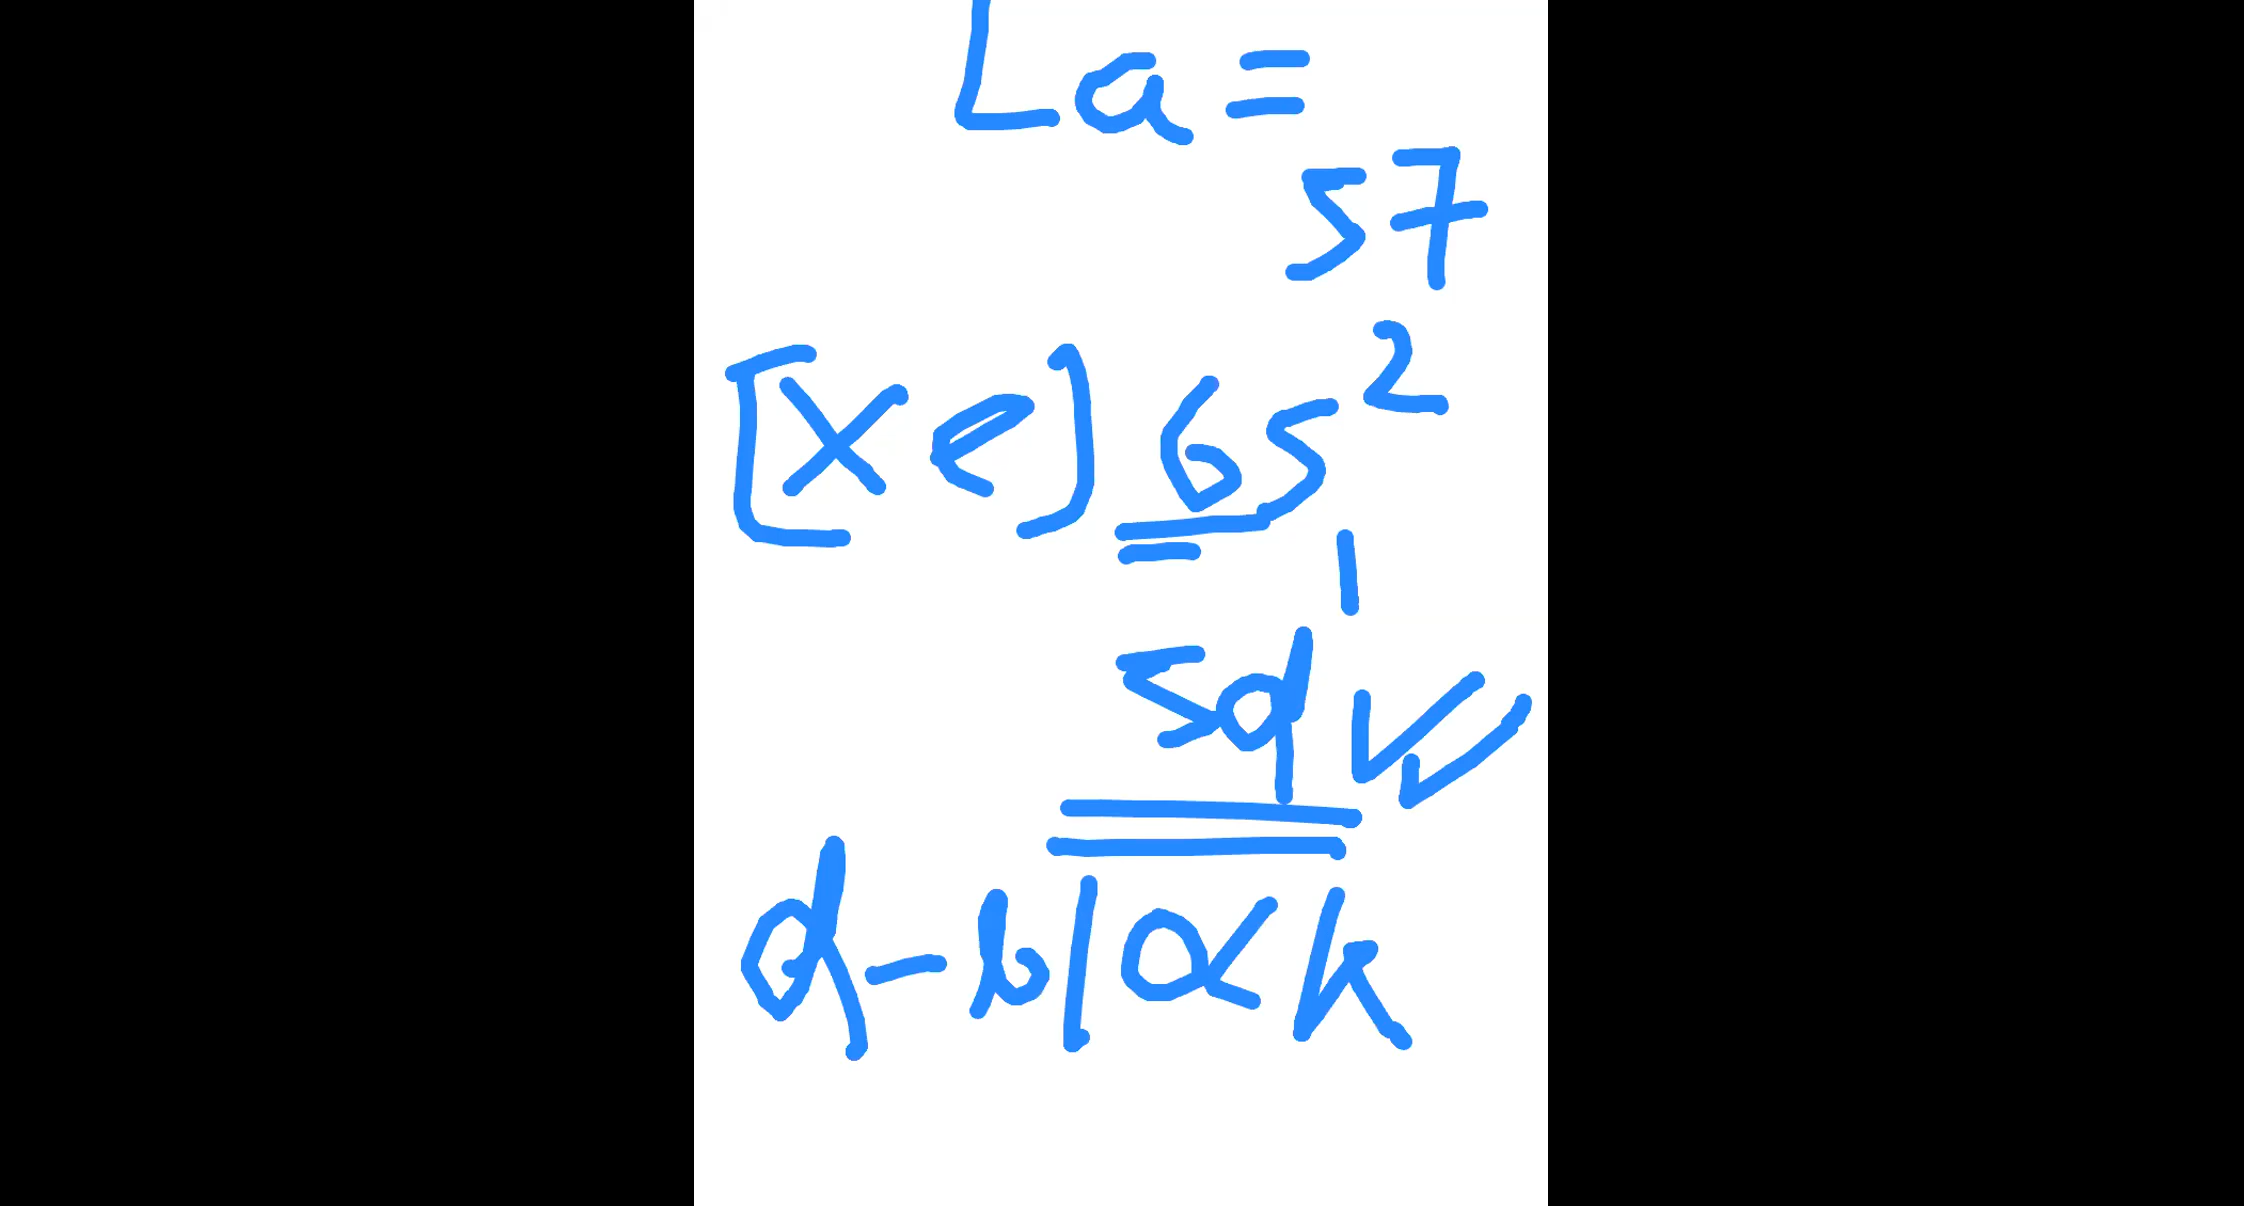 La =
57
[Xe] 6s²
5d¹
d-block